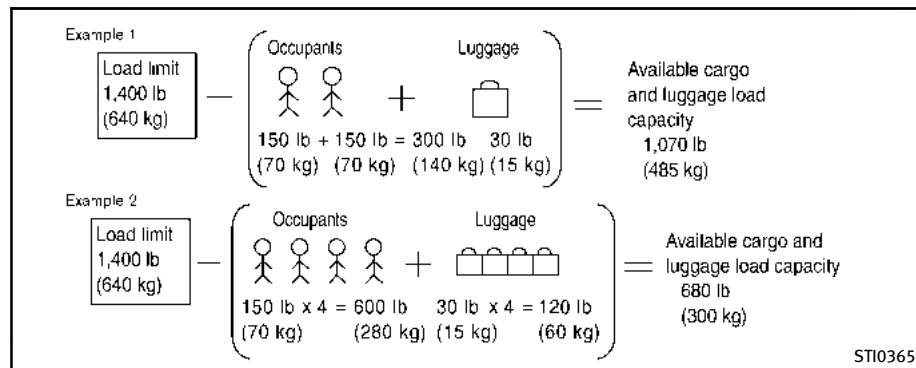 Example 1
Load limit
1,400 lb
(640 kg)
Occupants
Luggage
150 lb + 150 lb = 300 lb 30 lb
(70 kg) (70 kg) (140 kg) (15 kg)
Available cargo
and luggage load
capacity
1,070 lb
(485 kg)
Example 2
Load limit
1,400 lb
(640 kg)
Occupants
Luggage
150 lb x 4 = 600 lb 30 lb x 4 = 120 lb
(70 kg) (280 kg) (15 kg) (60 kg)
Available cargo and
luggage load capacity
680 lb
(300 kg)
STI0365